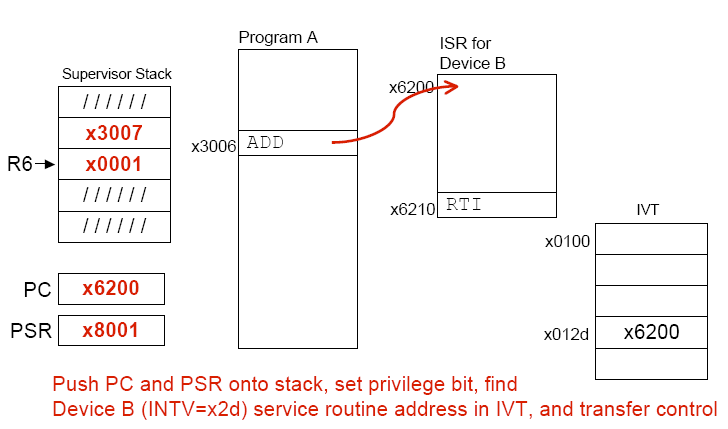 Program A
ISR for
Device B
Supervisor Stack
//////
x3007
R6
x0001
//////
//////
PC
x6200
PSR
x8001
x3006
ADD
x6200
x6210
RTI
IVT
x0100
x012d
x6200
Push PC and PSR onto stack, set privilege bit, find
Device B (INTV=x2d) service routine address in IVT, and transfer control